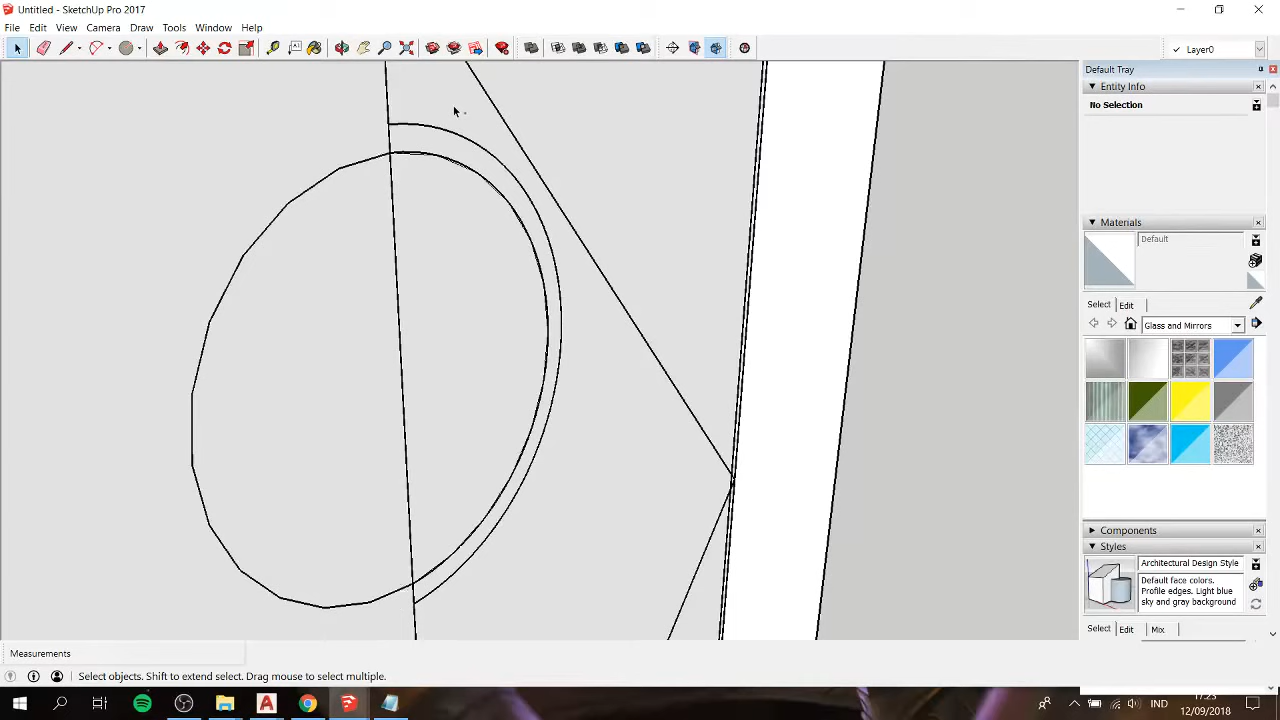 Untitled - SketchUp Pro 2017
File Edit View Camera Draw Tools Window Help
Layer0
Default Tray
Entity Info
No Selection
Materials
Default
Select Edit
Glass and Mirrors
Components
Styles
Architectural Design Style
Default face colors.
Profile edges. Light blue
sky and gray background
Select Edit Mix
Measurements
Select objects. Shift to extend select. Drag mouse to select multiple.
IND
12/09/2018